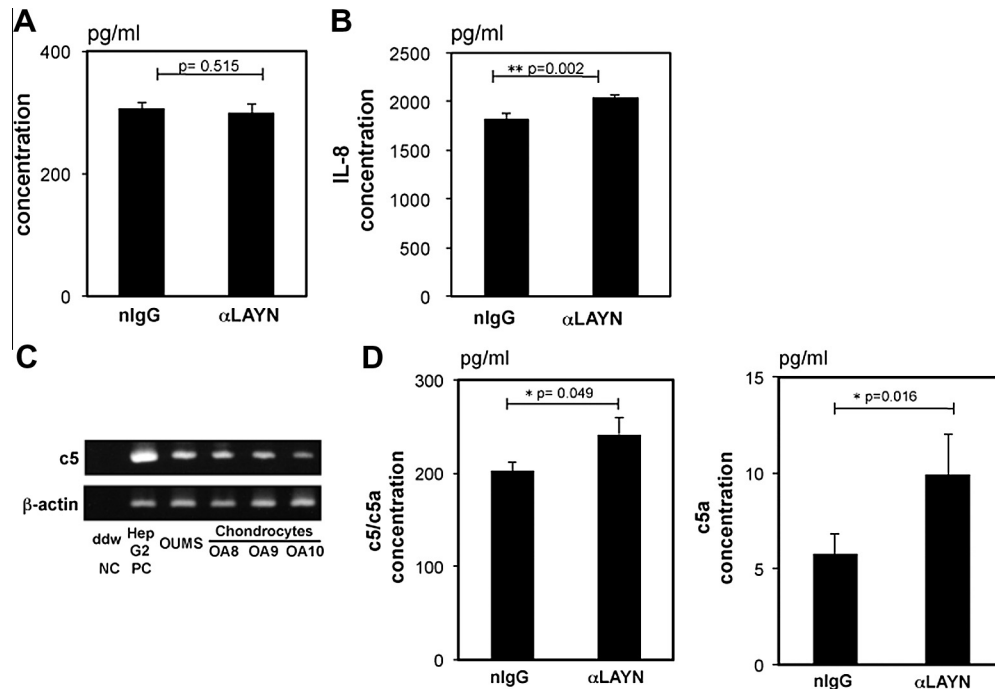 A
pg/ml
400
200
0
concentration
p= 0.515
nIgG αLAYN
B
pg/ml
2500
2000
1500
1000
500
0
IL-8
concentration
** p=0.002
nIgG αLAYN
C
c5
β-actin
ddw Hep G2 OUMS Chondrocytes
OA8 OA9 OA10
NC PC
D
pg/ml
300
200
100
0
c5/c5a
concentration
* p= 0.049
nIgG αLAYN
pg/ml
15
10
5
0
c5a
concentration
* p=0.016
nIgG αLAYN